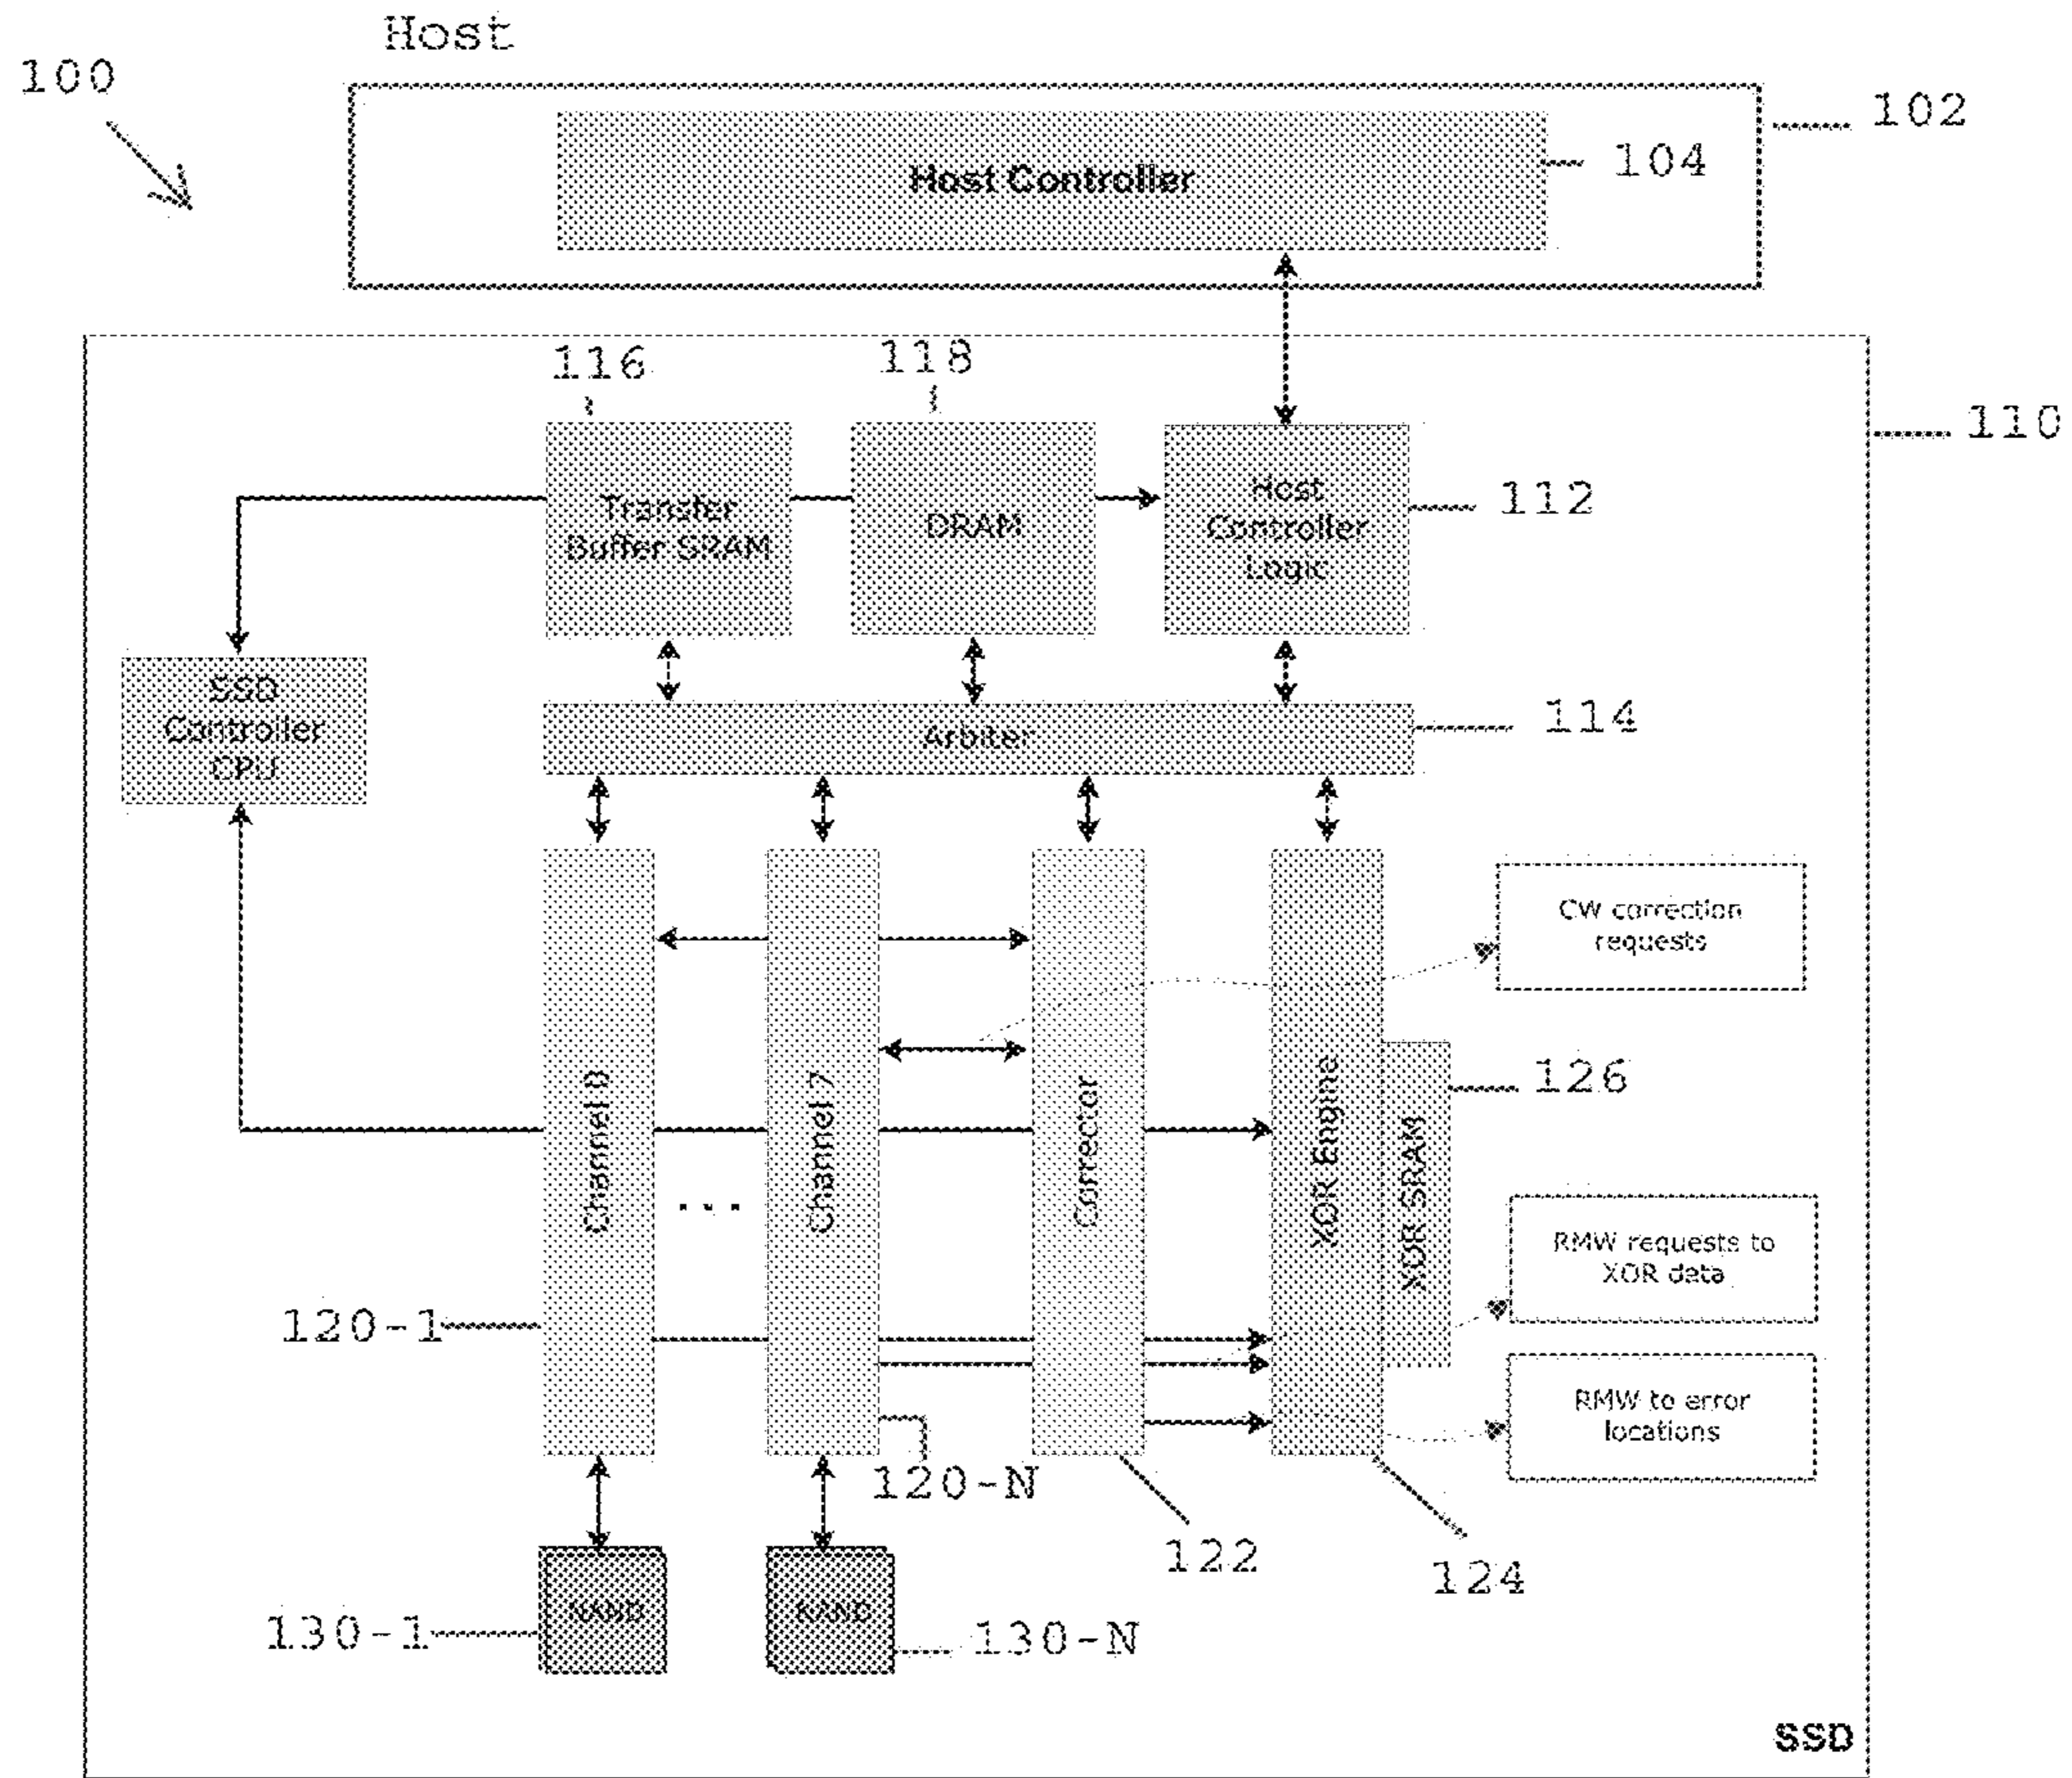 Host
100
102
Host Controller
104
116
118
110
Transfer
Buffer SRAM
DRAM
Host
Controller
Logic
112
SSD
Controller
CPU
Arbiter
114
Channel 0
Channel 7
Corrector
XOR Engine
XOR SRAM
CW correction
requests
126
...
RMW requests to
XOR data
120-1
RMW to error
locations
120-N
122
124
NAND
NAND
130-1
130-N
SSD